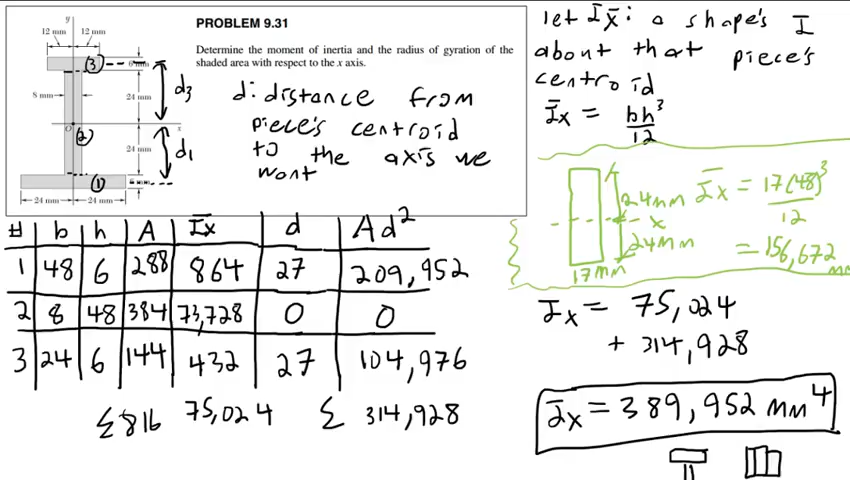 PROBLEM 9.31
Determine the moment of inertia and the radius of gyration of the
shaded area with respect to the x axis.
y
12 mm 12 mm
(3)
6 mm
d3
24 mm
8 mm
O
(2)
x
24 mm
d1
(1)
6 mm
24 mm 24 mm
d: distance from
piece's centroid
to the axis we
want
let Īx: a shape's I
about that piece's
centroid
Īx = bh³/12
24mm
x
24mm
17mm
Īx = 17(48)³/12
= 156,672
mm
# b h A Īx d Ad²
1 48 6 288 864 27 209,952
2 8 48 384 73,728 0 0
3 24 6 144 432 27 104,976
Σ816 75,024 Σ 314,928
Ix = 75,024
+ 314,928
Ix = 389,952 mm⁴